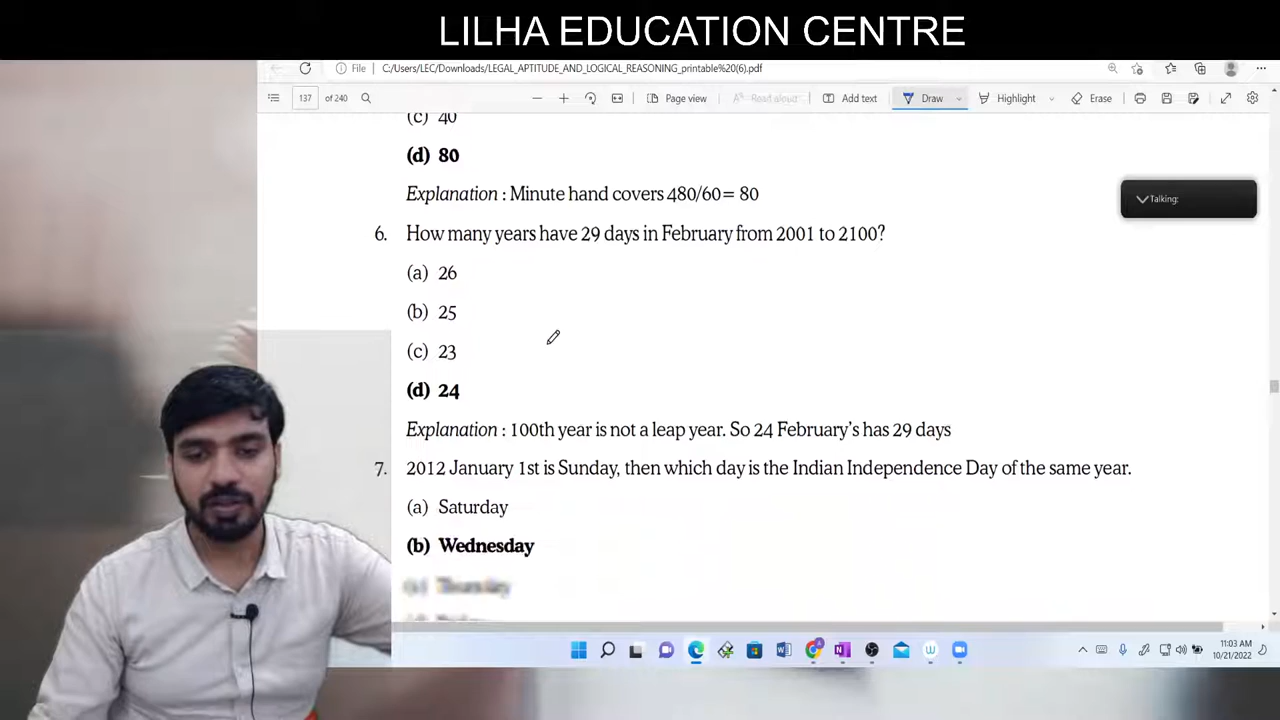 LILHA EDUCATION CENTRE
File C:/Users/LEC/Downloads/LEGAL_APTITUDE_AND_LOGICAL_REASONING_printable%20(6).pdf
137 of 240 Page view Read aloud Add text Draw Highlight Erase
(c) 40
(d) 80
Explanation : Minute hand covers 480/60= 80
Talking:
6. How many years have 29 days in February from 2001 to 2100?
(a) 26
(b) 25
(c) 23
(d) 24
Explanation : 100th year is not a leap year. So 24 February's has 29 days
7. 2012 January 1st is Sunday, then which day is the Indian Independence Day of the same year.
(a) Saturday
(b) Wednesday
(c) Thursday
11:03 AM
10/21/2022